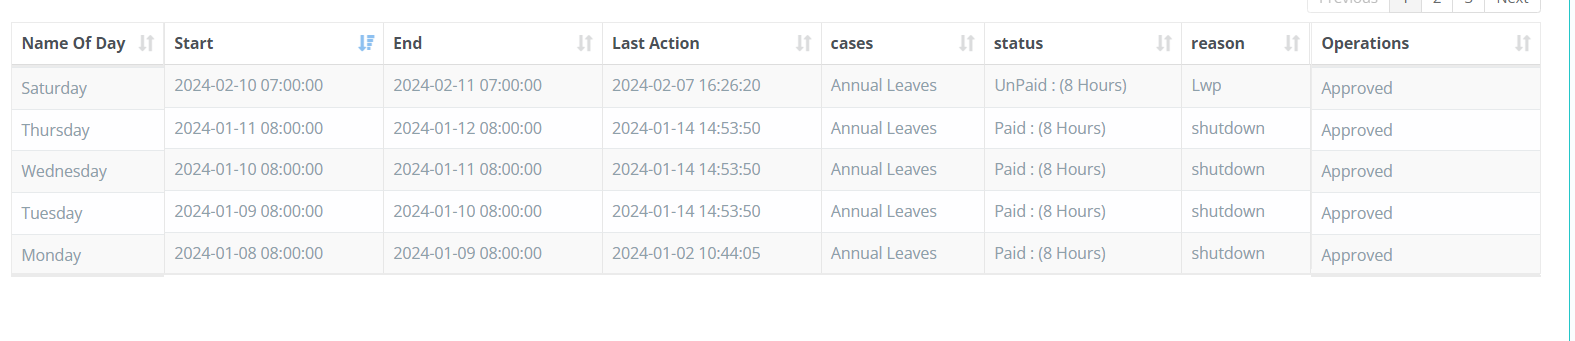 Previous 1 2 3 Next
Name Of Day Start End Last Action cases status reason Operations
Saturday 2024-02-10 07:00:00 2024-02-11 07:00:00 2024-02-07 16:26:20 Annual Leaves UnPaid : (8 Hours) Lwp Approved
Thursday 2024-01-11 08:00:00 2024-01-12 08:00:00 2024-01-14 14:53:50 Annual Leaves Paid : (8 Hours) shutdown Approved
Wednesday 2024-01-10 08:00:00 2024-01-11 08:00:00 2024-01-14 14:53:50 Annual Leaves Paid : (8 Hours) shutdown Approved
Tuesday 2024-01-09 08:00:00 2024-01-10 08:00:00 2024-01-14 14:53:50 Annual Leaves Paid : (8 Hours) shutdown Approved
Monday 2024-01-08 08:00:00 2024-01-09 08:00:00 2024-01-02 10:44:05 Annual Leaves Paid : (8 Hours) shutdown Approved